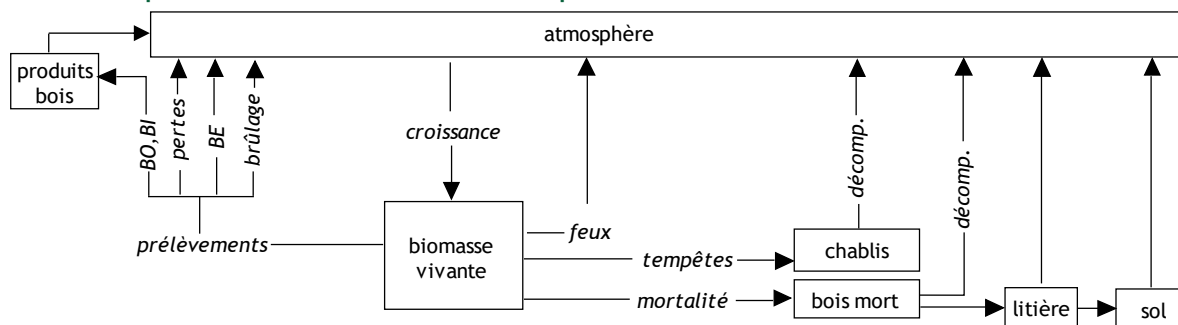 atmosphère
produits
bois
BO,BI
pertes
BE
brûlage
croissance
décomp.
décomp.
prélèvements
biomasse
vivante
feux
tempêtes
chablis
mortalité
bois mort
litière
sol